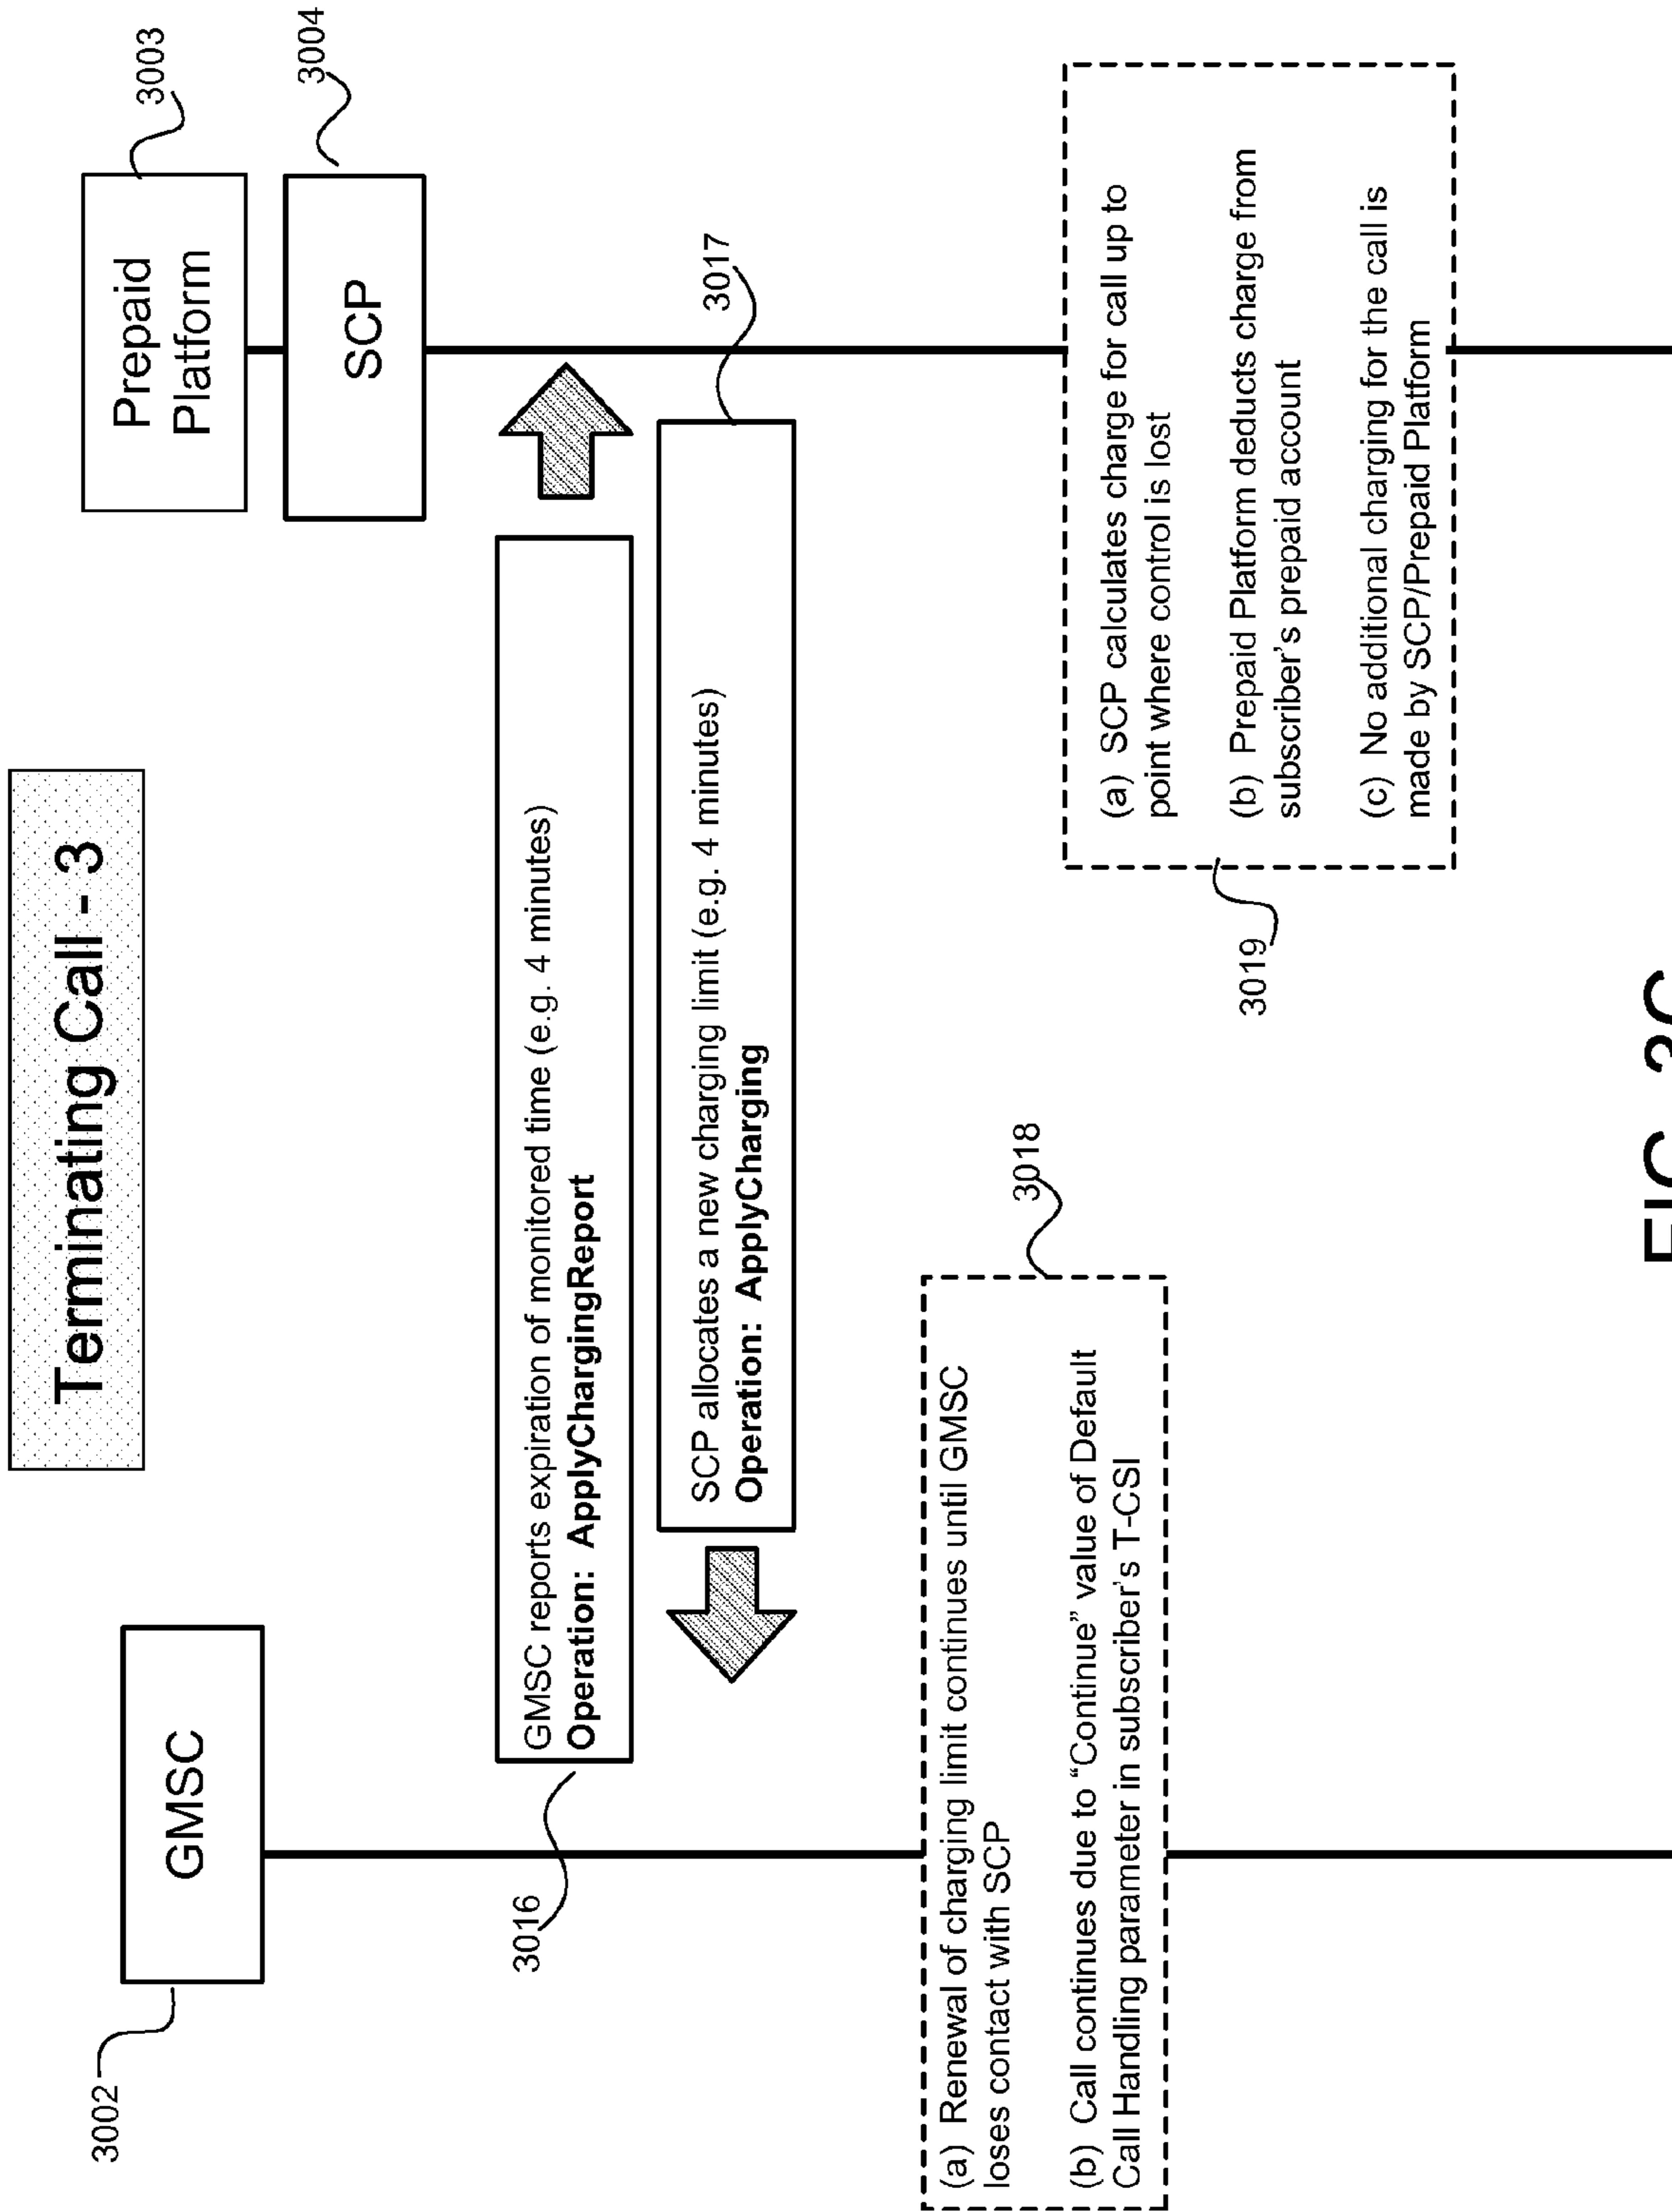 Terminating Call - 3
3002
GMSC
Prepaid
Platform
3003
SCP
3004
GMSC reports expiration of monitored time (e.g. 4 minutes)
Operation: ApplyChargingReport
3016
SCP allocates a new charging limit (e.g. 4 minutes)
Operation: ApplyCharging
3017
(a) Renewal of charging limit continues until GMSC
loses contact with SCP
(b) Call continues due to “Continue” value of Default
Call Handling parameter in subscriber’s T-CSI
3018
(a) SCP calculates charge for call up to
point where control is lost
(b) Prepaid Platform deducts charge from
subscriber’s prepaid account
(c) No additional charging for the call is
made by SCP/Prepaid Platform
3019
FIG. 3C